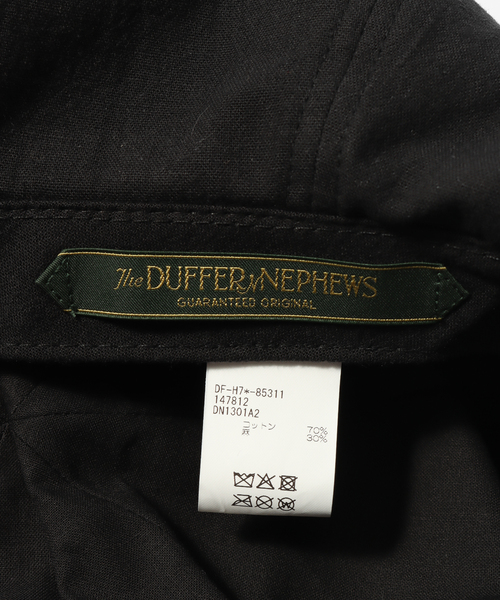 The DUFFER of NEPHEWS
GUARANTEED ORIGINAL
DF-H7*-85311
147812
DN1301A2
コットン 70%
麻 30%